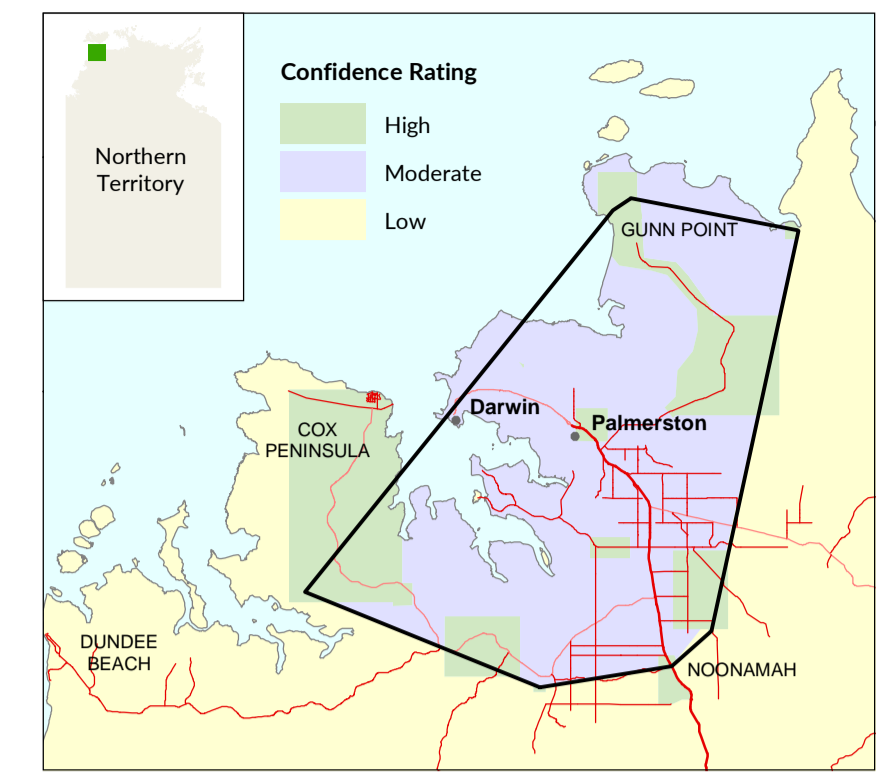 Northern
Territory
Confidence Rating
High
Moderate
Low
GUNN POINT
Darwin
Palmerston
COX
PENINSULA
DUNDEE
BEACH
NOONAMAH